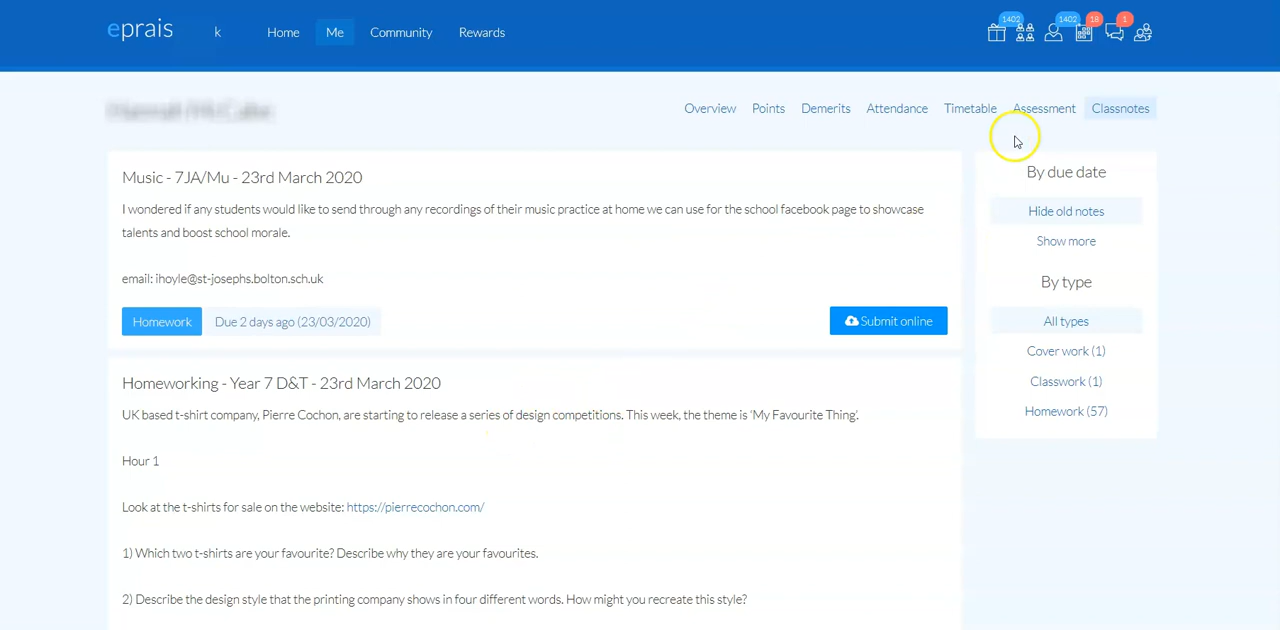 eprais k Home Me Community Rewards 1402 1402 18 1
Overview Points Demerits Attendance Timetable Assessment Classnotes
Music - 7JA/Mu - 23rd March 2020
I wondered if any students would like to send through any recordings of their music practice at home we can use for the school facebook page to showcase
talents and boost school morale.
email: ihoyle@st-josephs.bolton.sch.uk
Homework Due 2 days ago (23/03/2020) Submit online
Homeworking - Year 7 D&T - 23rd March 2020
UK based t-shirt company, Pierre Cochon, are starting to release a series of design competitions. This week, the theme is ‘My Favourite Thing’.
Hour 1
Look at the t-shirts for sale on the website: https://pierrecochon.com/
1) Which two t-shirts are your favourite? Describe why they are your favourites.
2) Describe the design style that the printing company shows in four different words. How might you recreate this style?
By due date
Hide old notes
Show more
By type
All types
Cover work (1)
Classwork (1)
Homework (57)